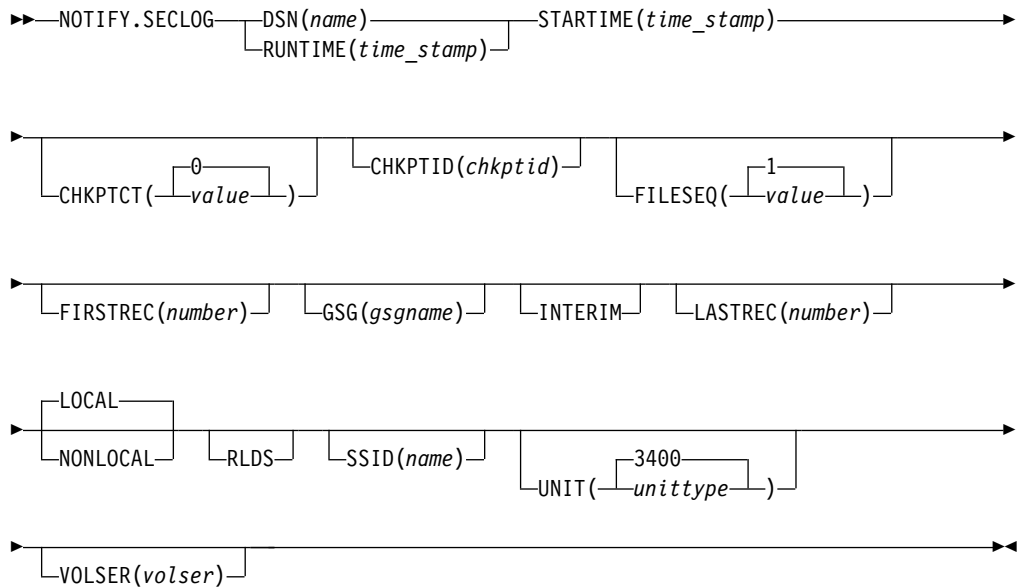 NOTIFY.SECLOG DSN(name) STARTIME(time_stamp)
RUNTIME(time_stamp)
0
CHKPTCT( value )
CHKPTID(chkptid)
1
FILESEQ( value )
FIRSTREC(number) GSG(gsgname) INTERIM LASTREC(number)
LOCAL
NONLOCAL RLDS SSID(name)
3400
UNIT( unittype )
VOLSER(volser)